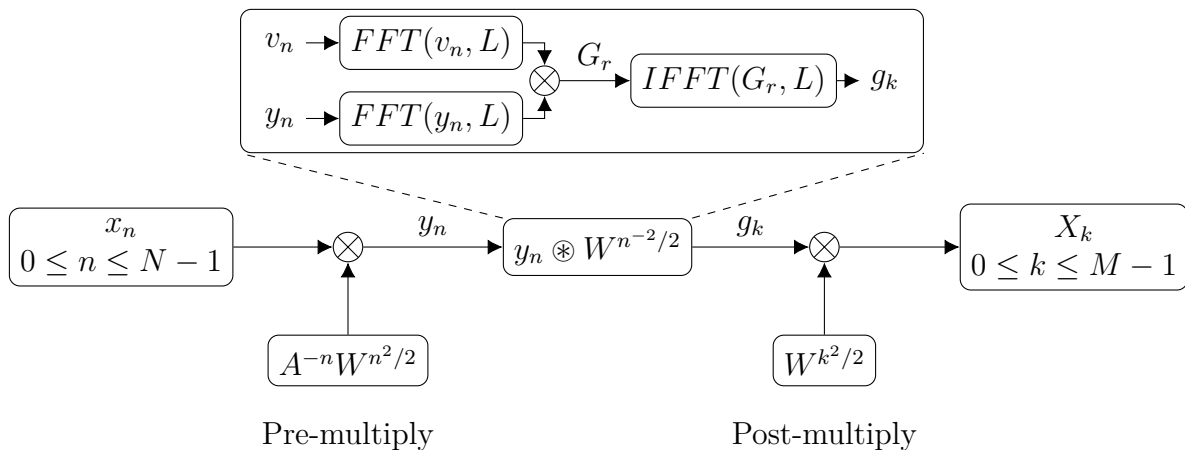 v_n FFT(v_n, L) G_r IFFT(G_r, L) g_k
y_n FFT(y_n, L)
x_n
0 ≤ n ≤ N − 1
y_n
y_n ⊛ W^{n^{-2}/2}
g_k
X_k
0 ≤ k ≤ M − 1
A^{-n}W^{n^2/2}
W^{k^2/2}
Pre-multiply
Post-multiply